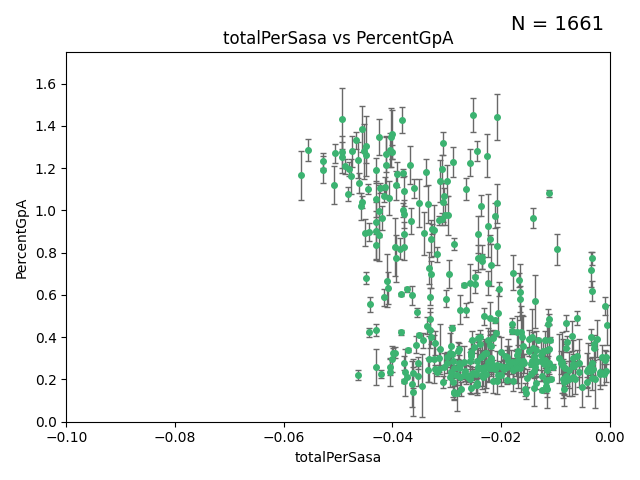 N = 1661
totalPerSasa vs PercentGpA
PercentGpA
1.6
1.4
1.2
1.0
0.8
0.6
0.4
0.2
0.0
−0.10 −0.08 −0.06 −0.04 −0.02 0.00
totalPerSasa